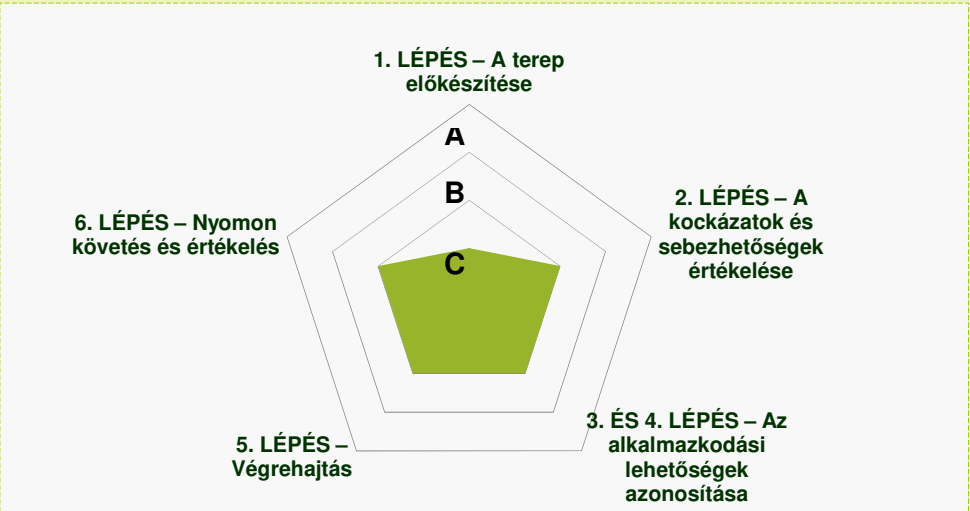 1. LÉPÉS – A terep
előkészítése
A
B
C
2. LÉPÉS – A
kockázatok és
sebezhetőségek
értékelése
3. ÉS 4. LÉPÉS – Az
alkalmazkodási
lehetőségek
azonosítása
5. LÉPÉS –
Végrehajtás
6. LÉPÉS – Nyomon
követés és értékelés